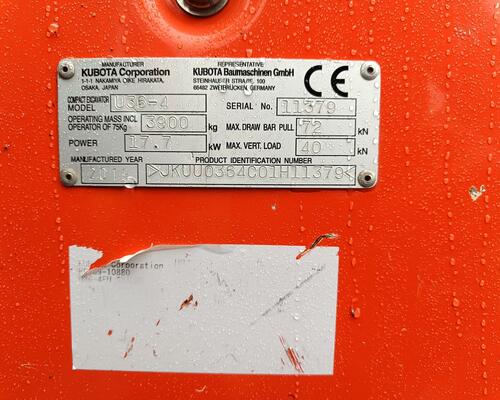 MANUFACTURER
KUBOTA Corporation
1-1-1 NAKAMIYA OIKE HIRAKATA,
OSAKA, JAPAN
REPRESENTATIVE
KUBOTA Baumaschinen GmbH
STEINHAUSER STRAßE 100
66482 ZWEIBRÜCKEN, GERMANY
CE
COMPACT EXCAVATOR
MODEL U36-4
SERIAL No. 11379
OPERATING MASS INCL
OPERATOR OF 75Kg 3900 kg
MAX. DRAW BAR PULL 72 kN
POWER 17.7 kW
MAX. VERT. LOAD 40 kN
MANUFACTURED YEAR
PRODUCT IDENTIFICATION NUMBER
>JKUU0364C01H11379<
Corporation
-10880